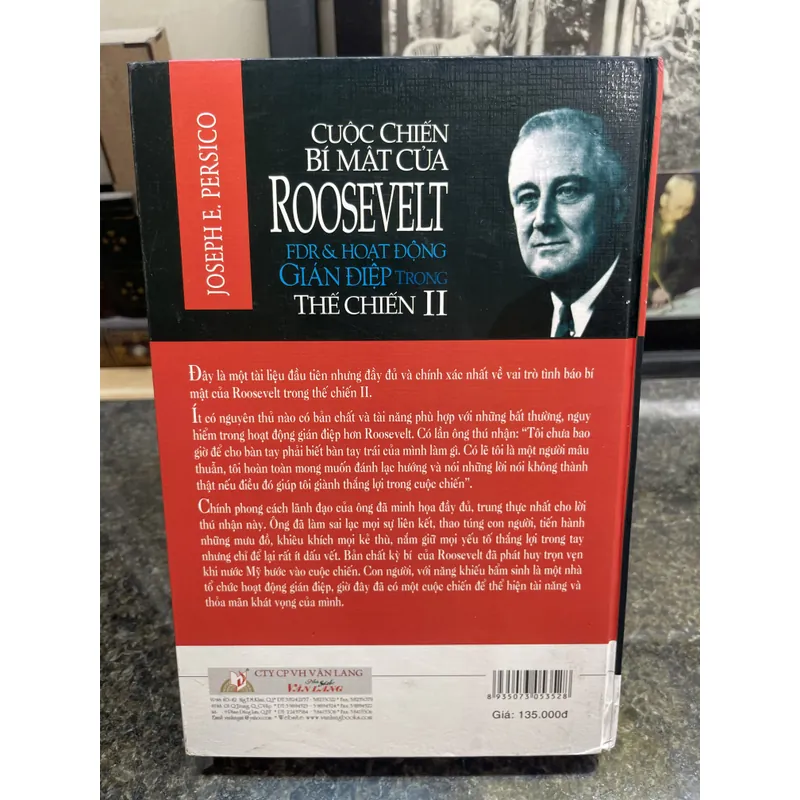 JOSEPH E. PERSICO
CUỘC CHIẾN
BÍ MẬT CỦA
ROOSEVELT
FDR & HOẠT ĐỘNG
GIÁN ĐIỆP TRONG
THẾ CHIẾN II
Đây là một tài liệu đầu tiên nhưng đầy đủ và chính xác nhất về vai trò tình báo bí
mật của Roosevelt trong thế chiến II.
Ít có nguyên thủ nào có bản chất và tài năng phù hợp với những bất thường, nguy
hiểm trong hoạt động gián điệp hơn Roosevelt. Có lần ông thú nhận: “Tôi chưa bao
giờ để cho bàn tay phải biết bàn tay trái của mình làm gì. Có lẽ tôi là một người mâu
thuẫn, tôi hoàn toàn mong muốn đánh lạc hướng và nói những lời nói không thành
thật nếu điều đó giúp tôi giành thắng lợi trong cuộc chiến”.
Chính phong cách lãnh đạo của ông đã minh họa đầy đủ, trung thực nhất cho lời
thú nhận này. Ông đã làm sai lạc mọi sự liên kết, thao túng con người, tiến hành
những mưu đồ, khiêu khích mọi kẻ thù, nắm giữ mọi yếu tố thắng lợi trong tay
nhưng chỉ để lại rất ít dấu vết. Bản chất kỳ bí của Roosevelt đã phát huy trọn vẹn
khi nước Mỹ bước vào cuộc chiến. Con người, với năng khiếu bẩm sinh là một nhà
tổ chức hoạt động gián điệp, giờ đây đã có một cuộc chiến để thể hiện tài năng và
thỏa mãn khát vọng của mình.
CTY CP VH VĂN LANG
Nhà sách
VĂN LANG
8935073053528
Giá: 135.000đ